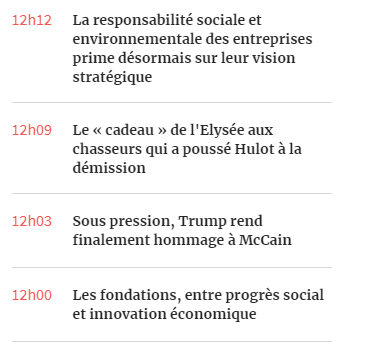 12h12 La responsabilité sociale et
environnementale des entreprises
prime désormais sur leur vision
stratégique
12h09 Le « cadeau » de l'Elysée aux
chasseurs qui a poussé Hulot à la
démission
12h03 Sous pression, Trump rend
finalement hommage à McCain
12h00 Les fondations, entre progrès social
et innovation économique